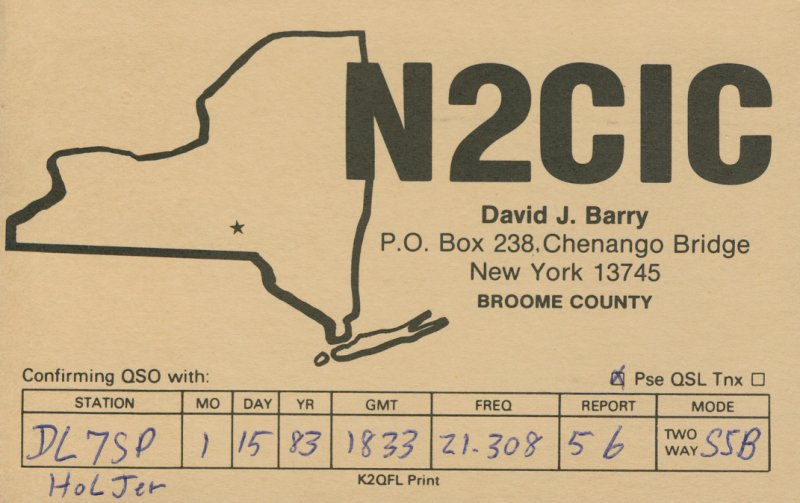 N2CIC
David J. Barry
P.O. Box 238, Chenango Bridge
New York 13745
BROOME COUNTY
Confirming QSO with: ☒ Pse QSL Tnx ☐
STATION MO DAY YR GMT FREQ REPORT MODE
DL7SP 1 15 83 1833 21.308 56 TWO WAY SSB
HoLJer
K2QFL Print